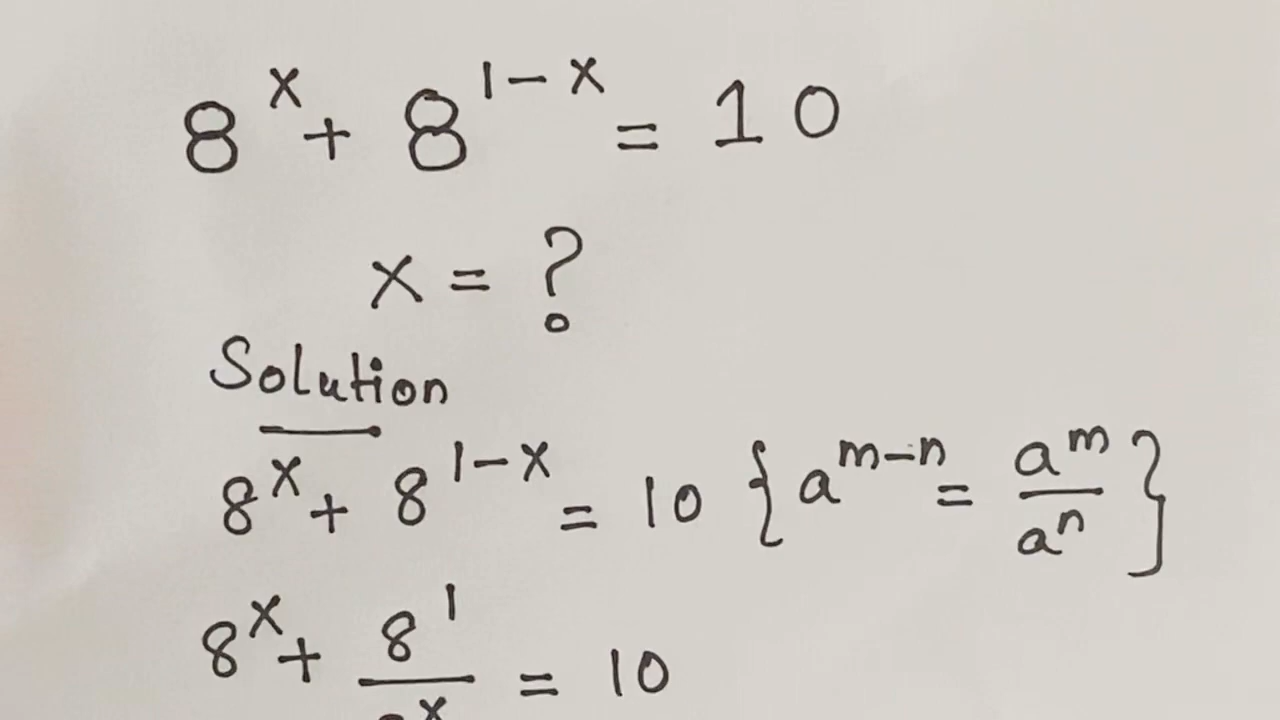 8^x + 8^(1-x) = 10
x = ?
Solution
8^x + 8^(1-x) = 10 {a^(m-n) = a^m/a^n}
8^x + 8^1/8^x = 10